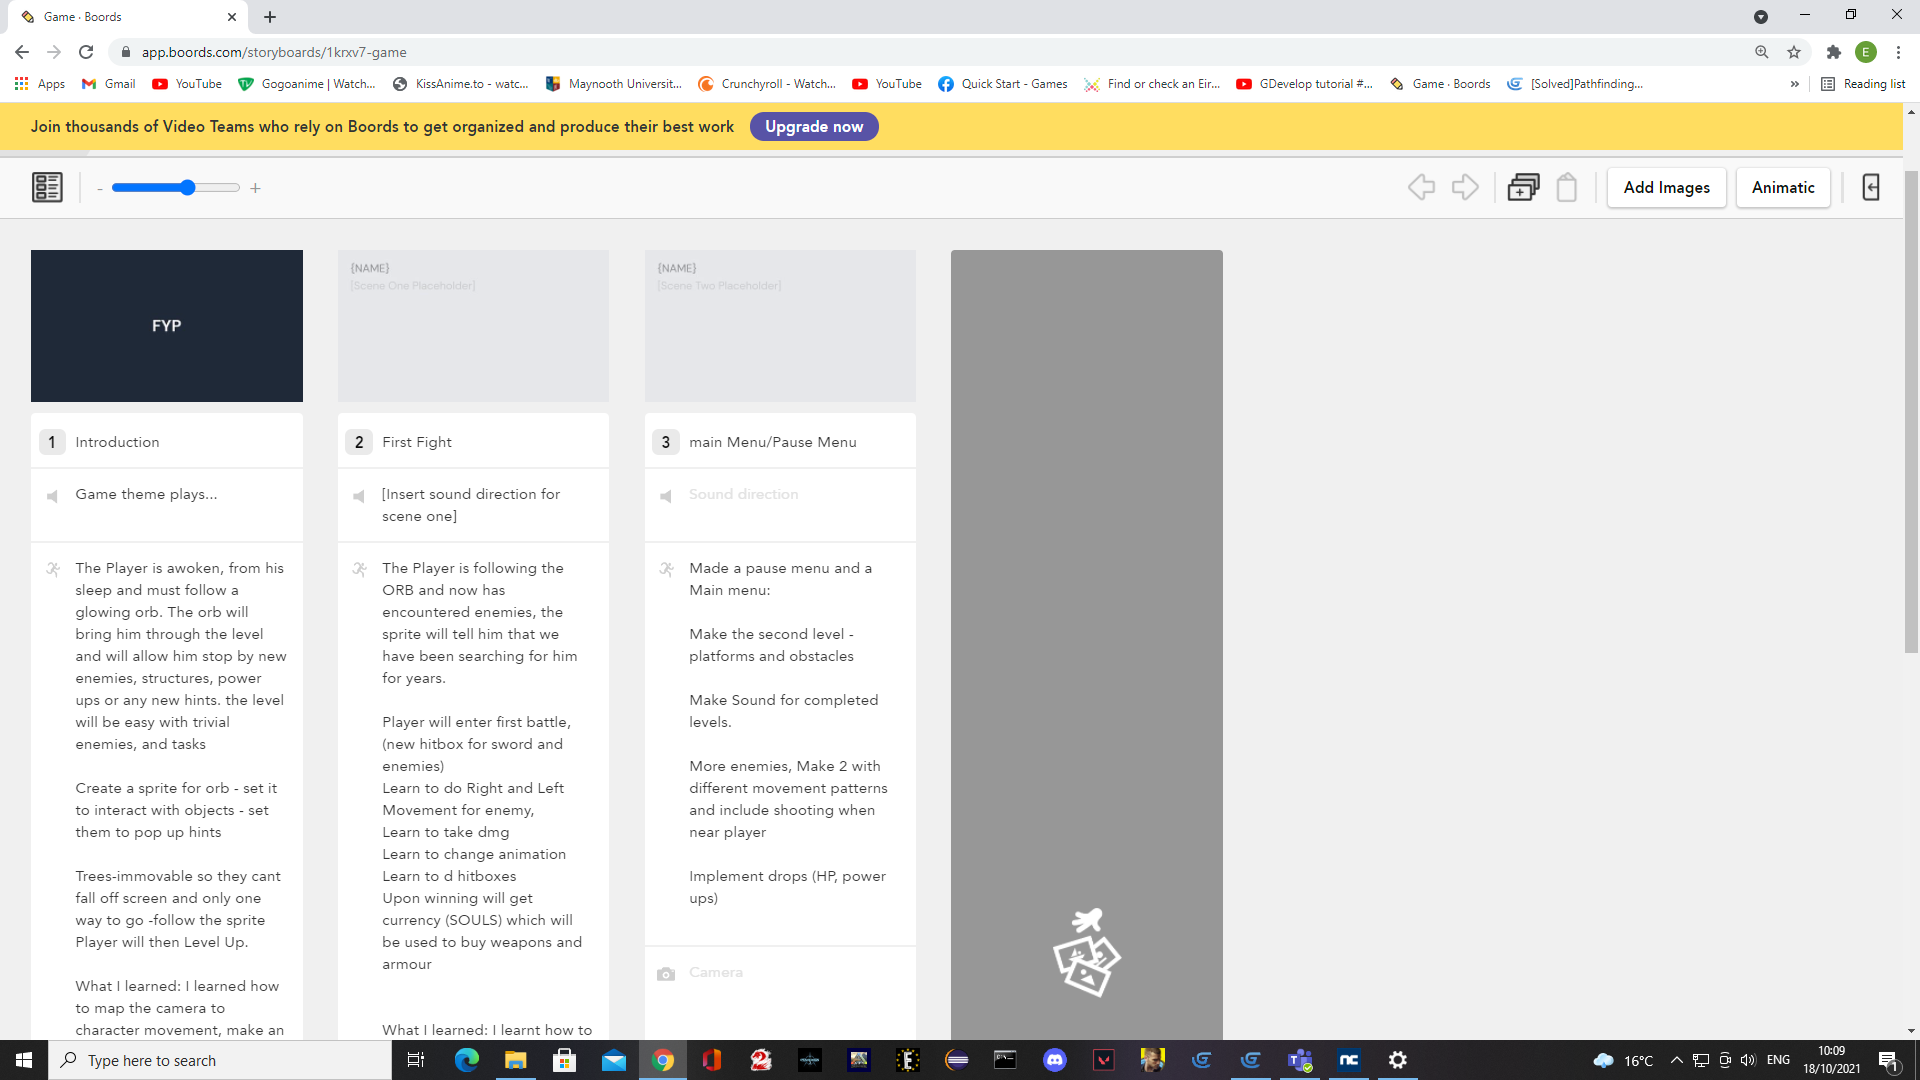 Game · Boords
app.boords.com/storyboards/1krxv7-game
E
Apps
Gmail
YouTube
Gogoanime | Watch...
KissAnime.to - watc...
Maynooth Universit...
Crunchyroll - Watch...
YouTube
Quick Start - Games
Find or check an Eir...
GDevelop tutorial #...
Game · Boords
[Solved]Pathfinding...
»
Reading list
Join thousands of Video Teams who rely on Boords to get organized and produce their best work
Upgrade now
- +
Add Images
Animatic
FYP
1 Introduction
Game theme plays...
The Player is awoken, from his
sleep and must follow a
glowing orb. The orb will
bring him through the level
and will allow him stop by new
enemies, structures, power
ups or any new hints. the level
will be easy with trivial
enemies, and tasks
Create a sprite for orb - set it
to interact with objects - set
them to pop up hints
Trees-immovable so they cant
fall off screen and only one
way to go -follow the sprite
Player will then Level Up.
What I learned: I learned how
to map the camera to
character movement, make an
{NAME}
[Scene One Placeholder]
2 First Fight
[Insert sound direction for
scene one]
The Player is following the
ORB and now has
encountered enemies, the
sprite will tell him that we
have been searching for him
for years.
Player will enter first battle,
(new hitbox for sword and
enemies)
Learn to do Right and Left
Movement for enemy,
Learn to take dmg
Learn to change animation
Learn to d hitboxes
Upon winning will get
currency (SOULS) which will
be used to buy weapons and
armour
What I learned: I learnt how to
{NAME}
[Scene Two Placeholder]
3 main Menu/Pause Menu
Sound direction
Made a pause menu and a
Main menu:
Make the second level -
platforms and obstacles
Make Sound for completed
levels.
More enemies, Make 2 with
different movement patterns
and include shooting when
near player
Implement drops (HP, power
ups)
Camera
Type here to search
16°C
ENG
10:09
18/10/2021
1